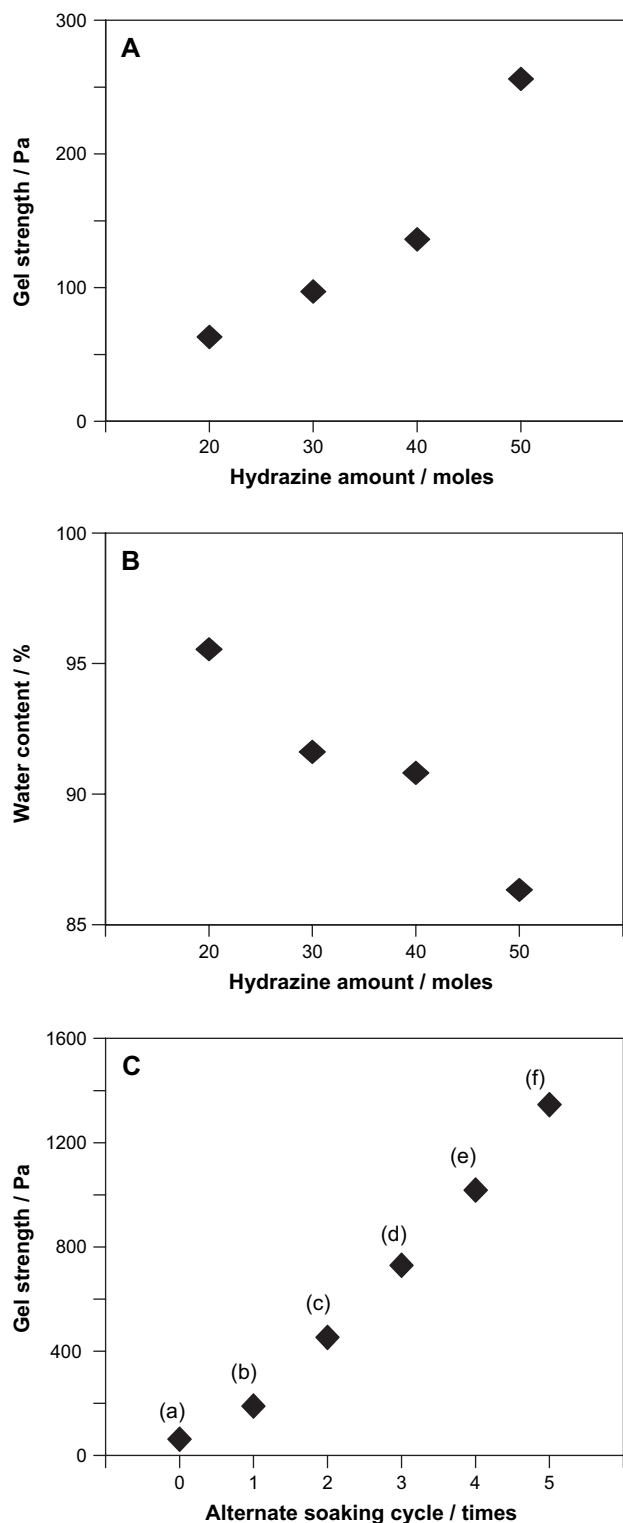 A
Gel strength / Pa
300
200
100
0
20 30 40 50
Hydrazine amount / moles
B
Water content / %
100
95
90
85
20 30 40 50
Hydrazine amount / moles
C
Gel strength / Pa
1600
1200
800
400
0
(a)
(b)
(c)
(d)
(e)
(f)
0 1 2 3 4 5
Alternate soaking cycle / times